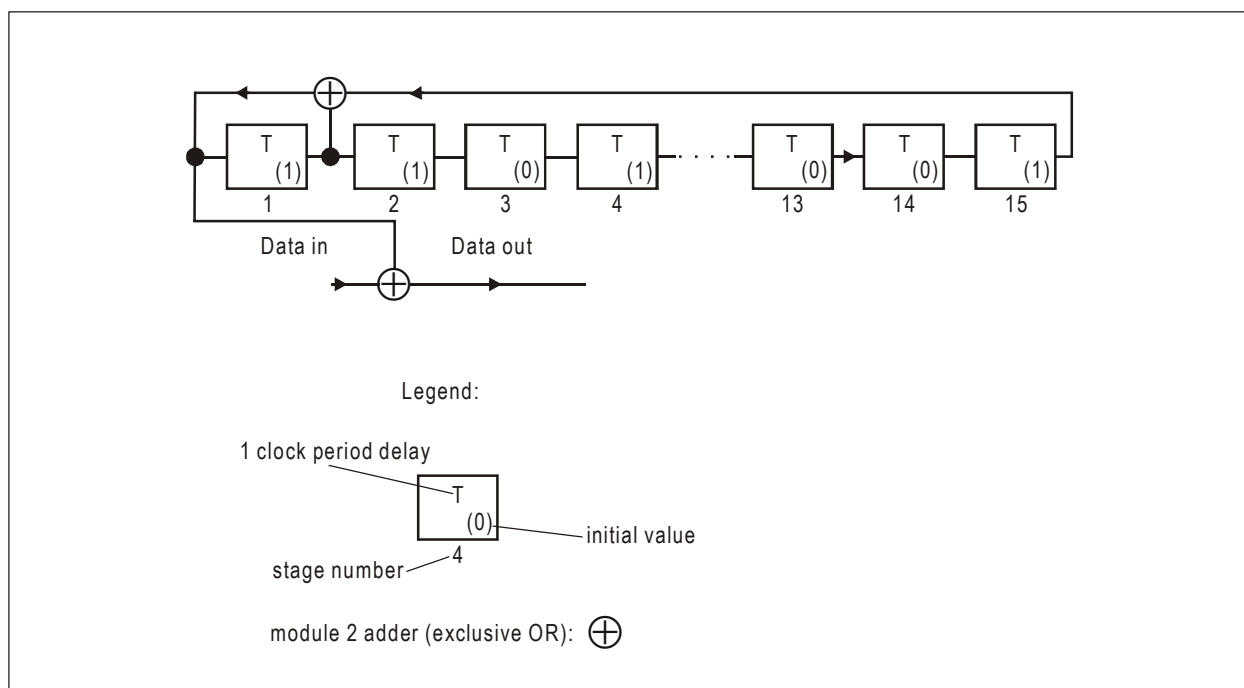 T T T T T T T
(1) (1) (0) (1) . . . . (0) (0) (1)
1 2 3 4 13 14 15
Data in Data out
Legend:
1 clock period delay
T
(0)
initial value
4
stage number
module 2 adder (exclusive OR):